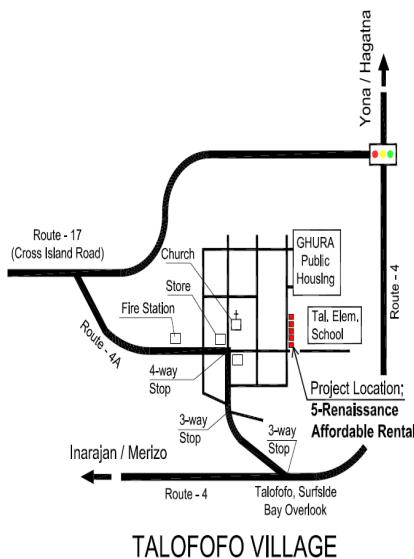 Yona / Hagatna
Route - 17
(Cross Island Road)
Church
GHURA
Public
Housing
Store
Fire Station
Route - 4
Tal. Elem.
School
Route - 4A
4-way
Stop
Project Location;
5-Renaissance
Affordable Rental
3-way
Stop
3-way
Stop
Inarajan / Merizo
Route - 4
Talofofo, Surfside
Bay Overlook
TALOFOFO VILLAGE